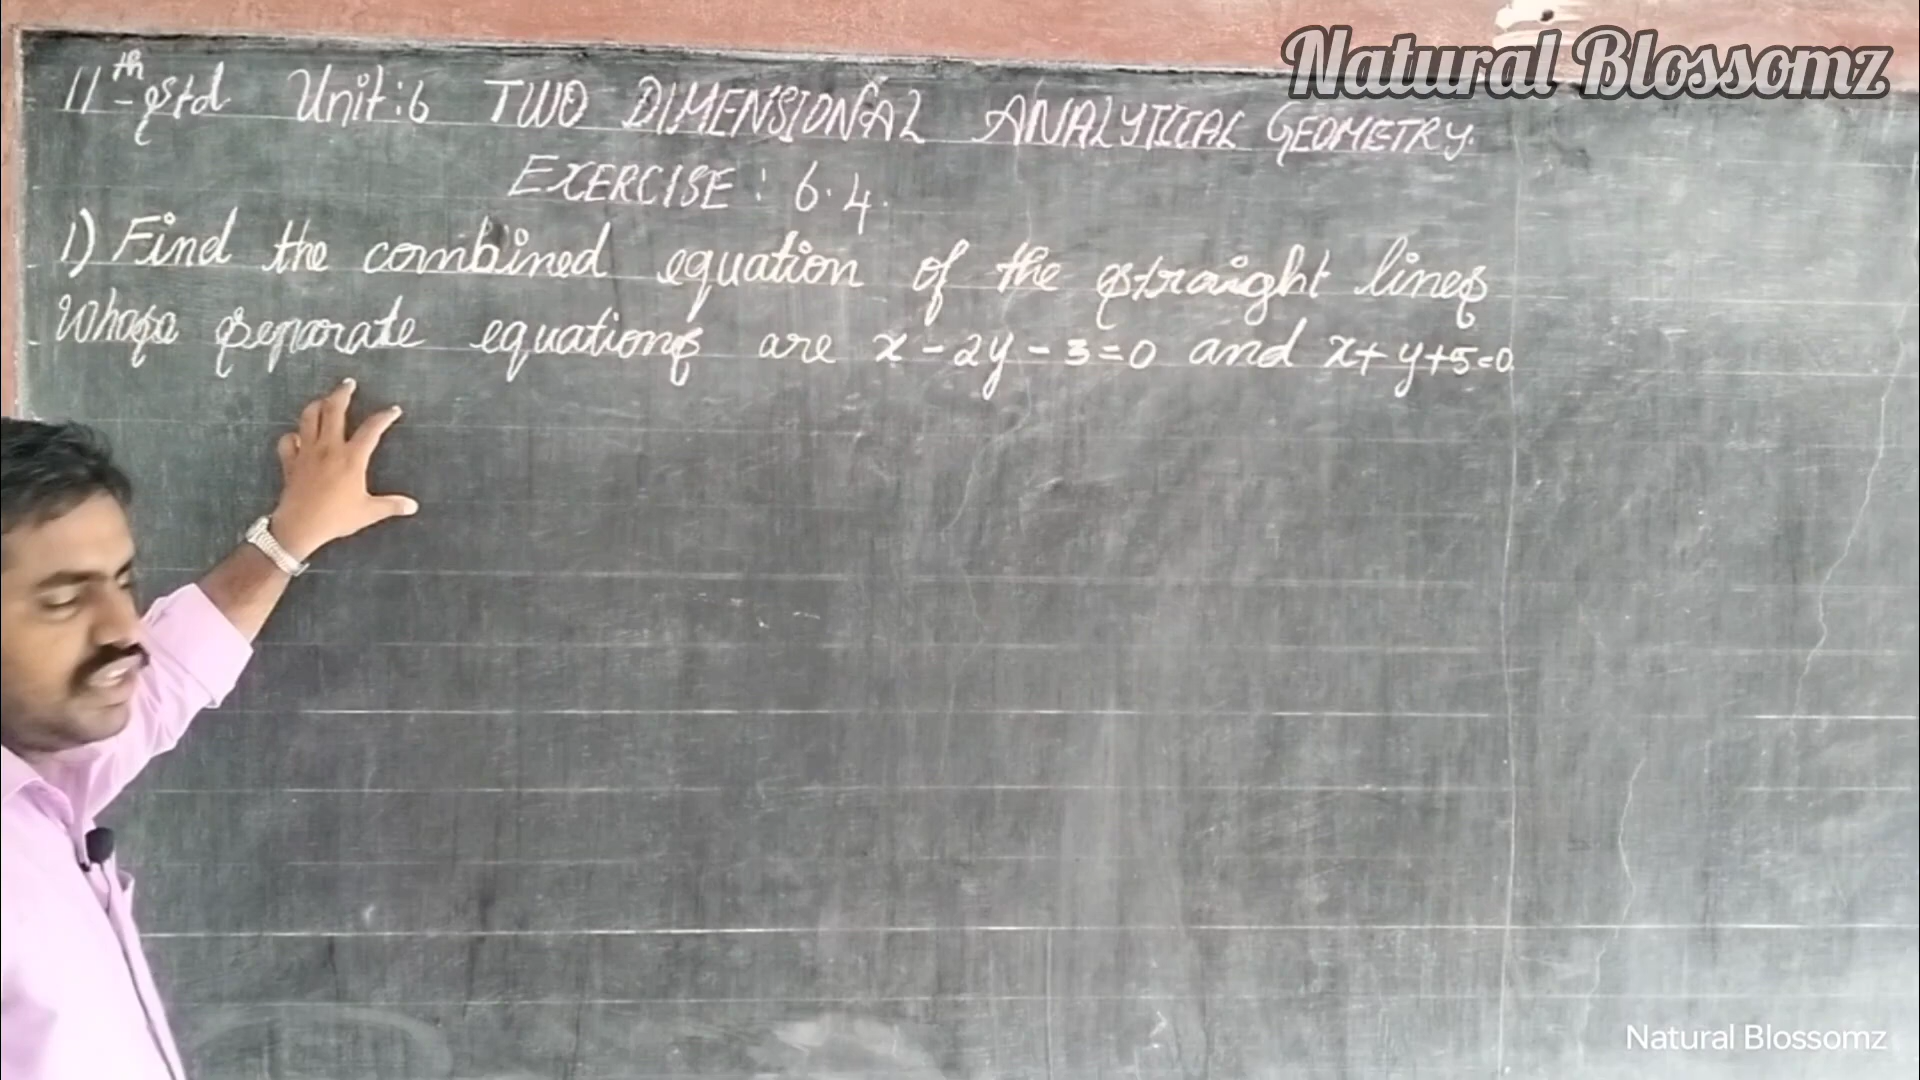 Natural Blossomz
11th Std Unit:6 TWO DIMENSIONAL ANALYTICAL GEOMETRY.
EXERCISE: 6.4.
1) Find the combined equation of the straight lines
whose separate equations are x-2y-3=0 and x+y+5=0
Natural Blossomz